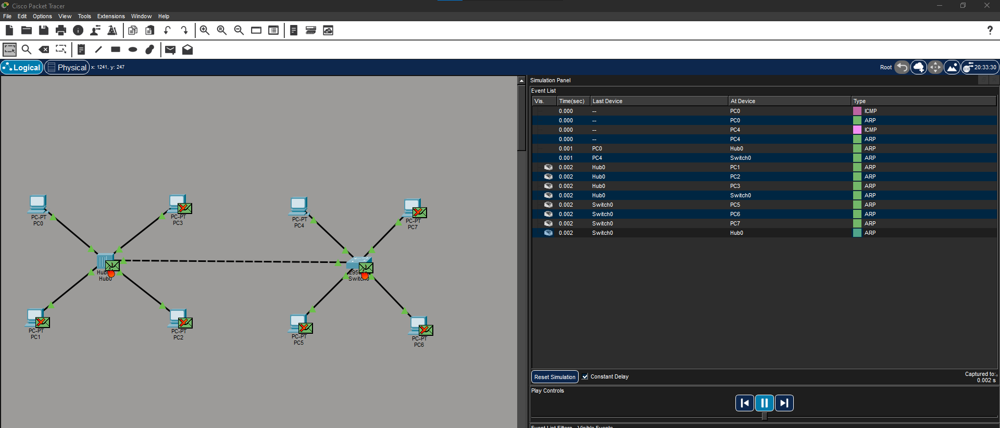 Cisco Packet Tracer
File Edit Options View Tools Extensions Window Help
?
Logical Physical x: 1241, y: 247 Root 20:33:30
Simulation Panel
Event List
Vis. Time(sec) Last Device At Device Type
0.000 -- PC0 ICMP
0.000 -- PC0 ARP
0.000 -- PC4 ICMP
0.000 -- PC4 ARP
0.001 PC0 Hub0 ARP
0.001 PC4 Switch0 ARP
0.002 Hub0 PC1 ARP
0.002 Hub0 PC2 ARP
0.002 Hub0 PC3 ARP
0.002 Hub0 Switch0 ARP
0.002 Switch0 PC5 ARP
0.002 Switch0 PC6 ARP
0.002 Switch0 PC7 ARP
0.002 Switch0 Hub0 ARP
PC-PT
PC0
PC-PT
PC3
PC-PT
PC4
PC-PT
PC7
Hub0
Switch0
PC-PT
PC1
PC-PT
PC2
PC-PT
PC5
PC-PT
PC6
Reset Simulation Constant Delay
Captured to:
0.002 s
Play Controls
Event List Filters - Visible Events